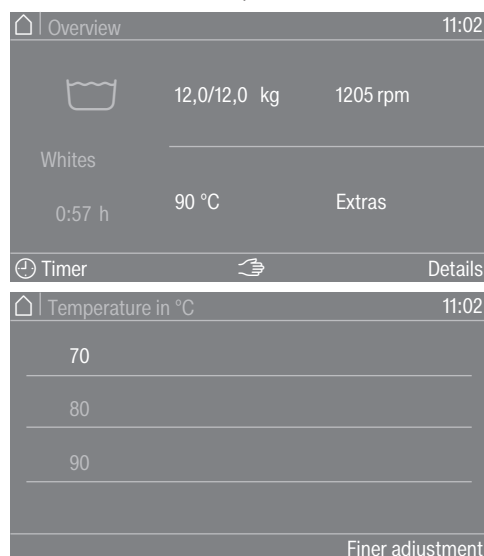 Overview 11:02
12,0/12,0 kg 1205 rpm
Whites
90 °C Extras
0:57 h
Timer Details
Temperature in °C 11:02
70
80
90
Finer adjustment